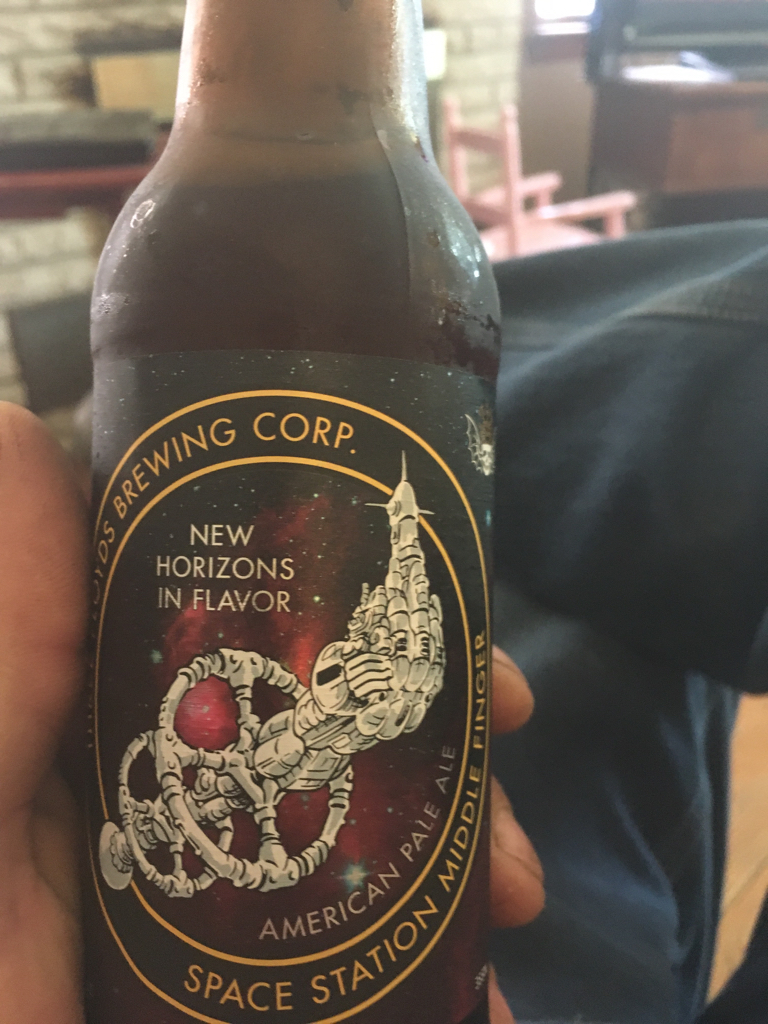 BREWING CORP.
NEW
HORIZONS
IN FLAVOR
AMERICAN PALE ALE
SPACE STATION MIDDLE FINGER